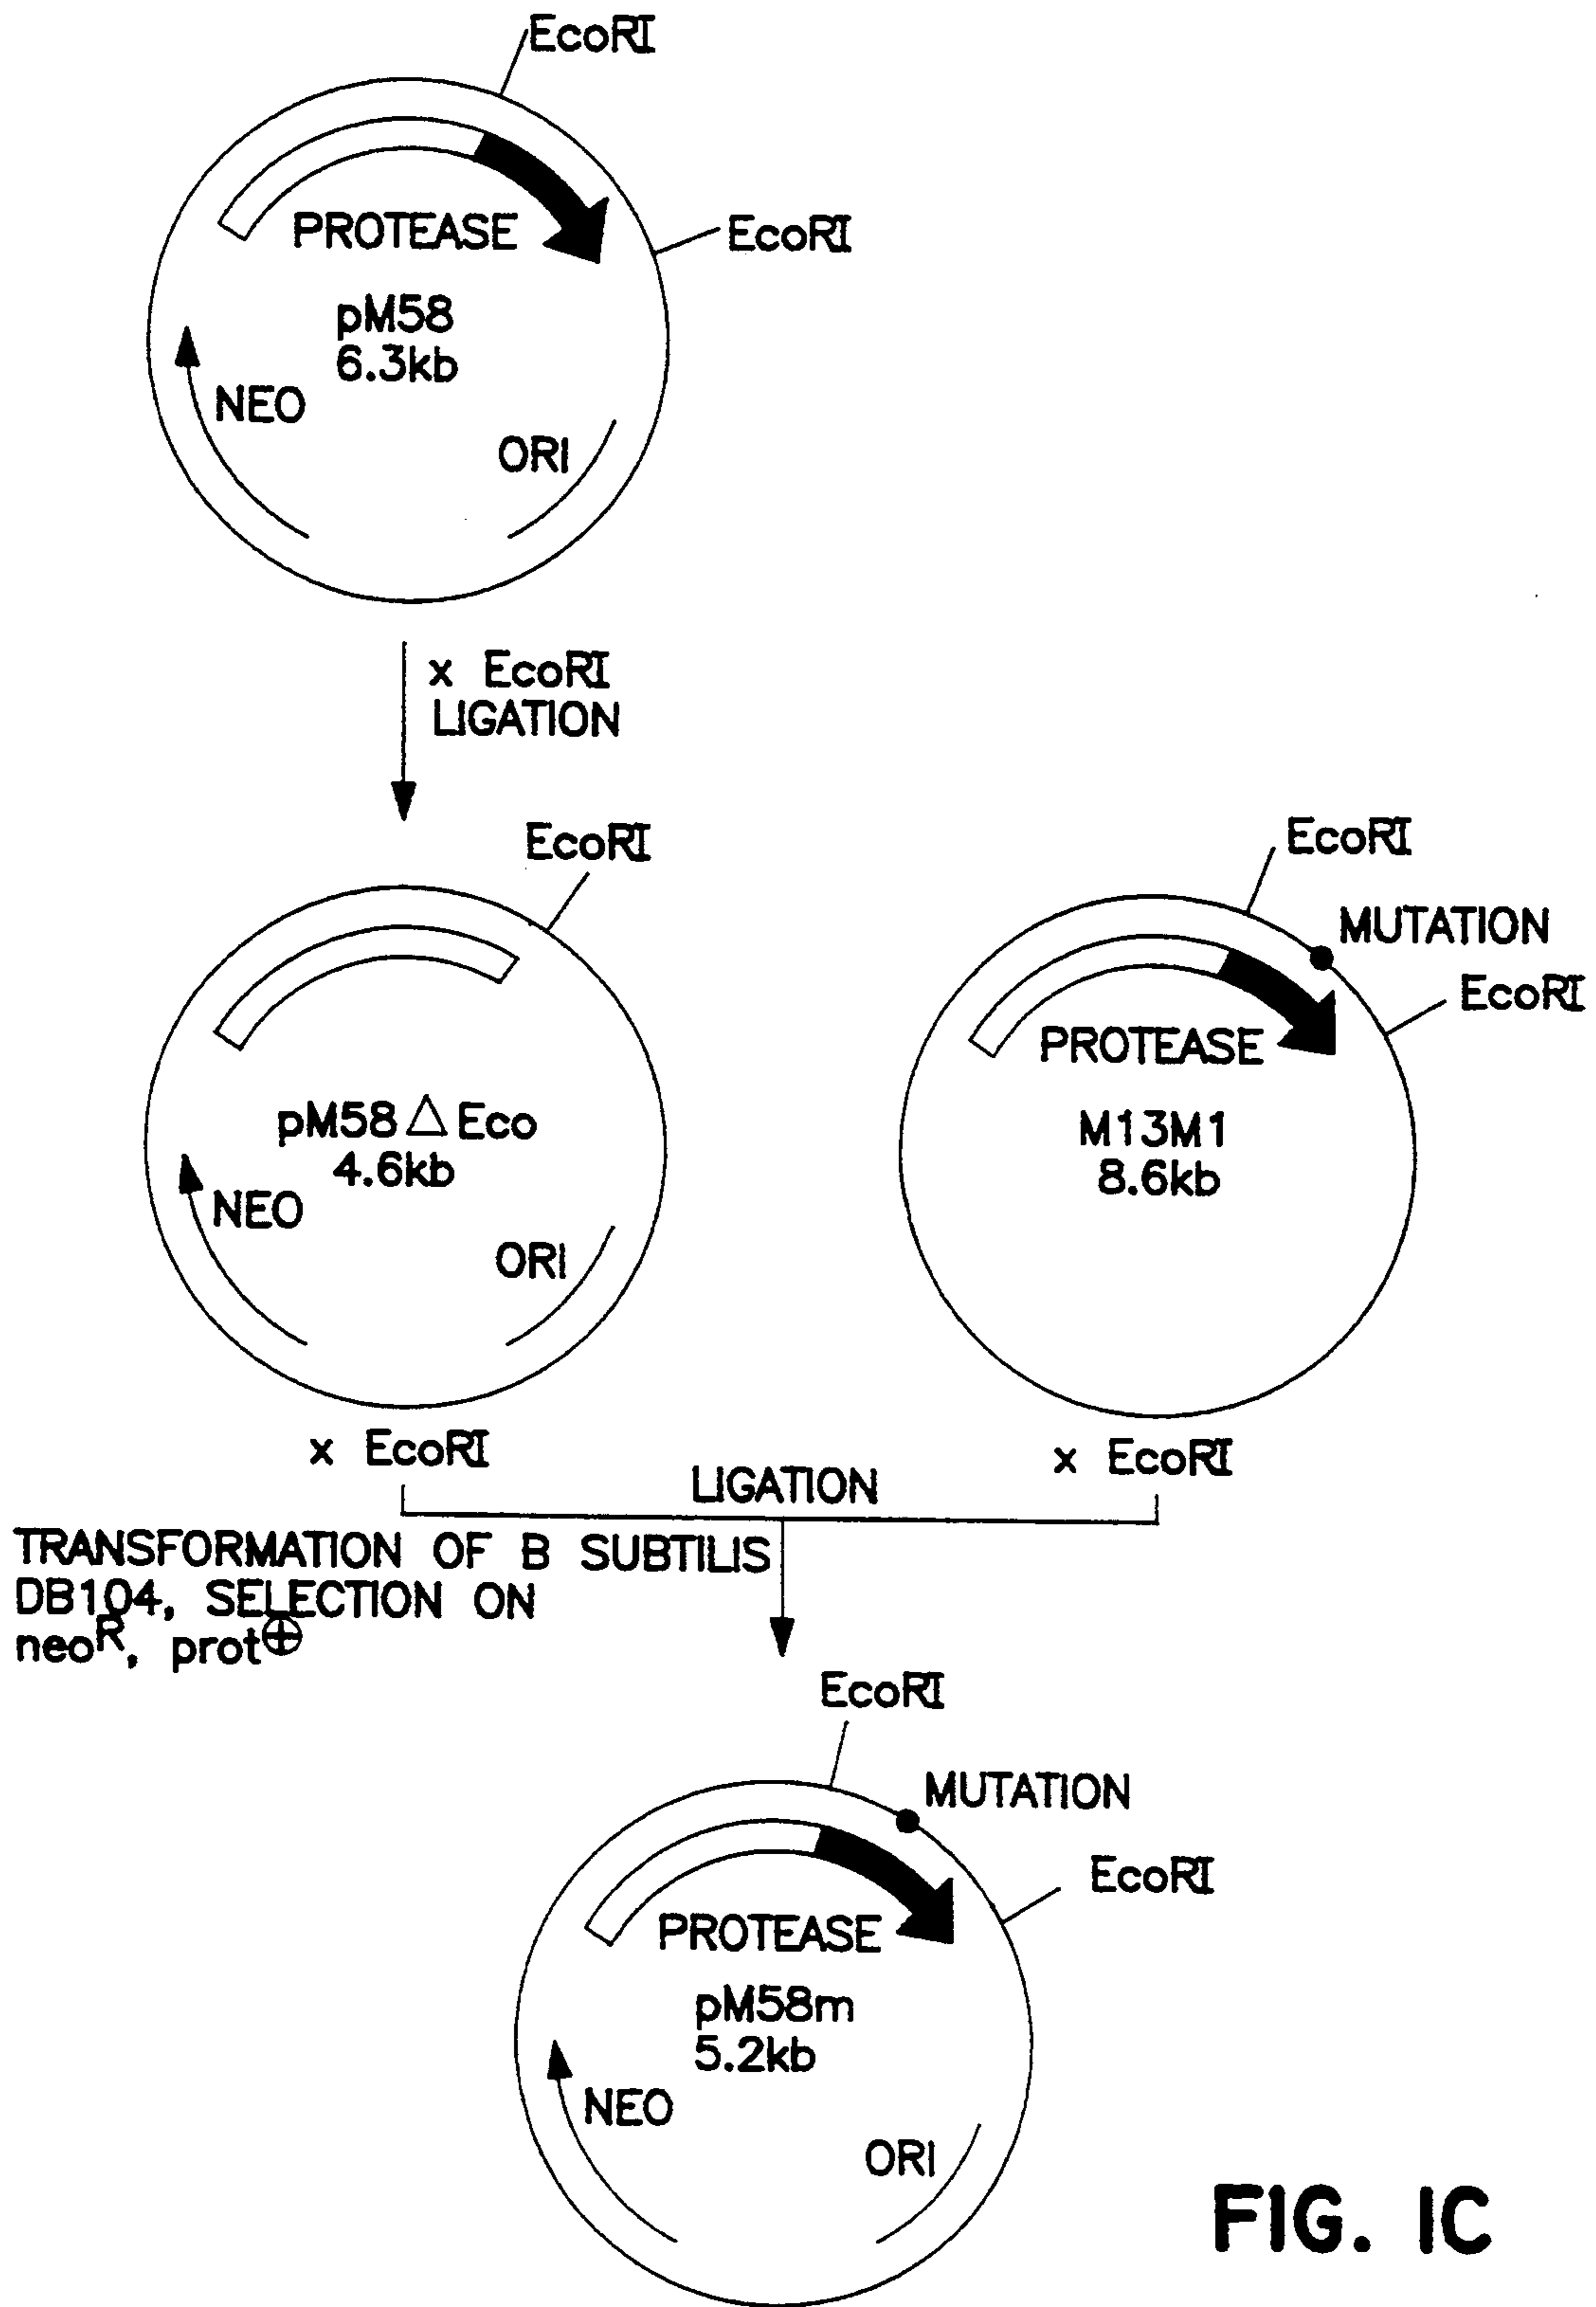 EcoRI
EcoRI
PROTEASE
pM58
6.3kb
NEO
ORI
x EcoRI
LIGATION
EcoRI
pM58 △ Eco
4.6kb
NEO
ORI
x EcoRI
EcoRI
MUTATION
EcoRI
PROTEASE
M13M1
8.6kb
x EcoRI
LIGATION
TRANSFORMATION OF B SUBTILIS
DB104, SELECTION ON
neoᴿ, prot⊕
EcoRI
MUTATION
EcoRI
PROTEASE
pM58m
5.2kb
NEO
ORI
FIG. 1C